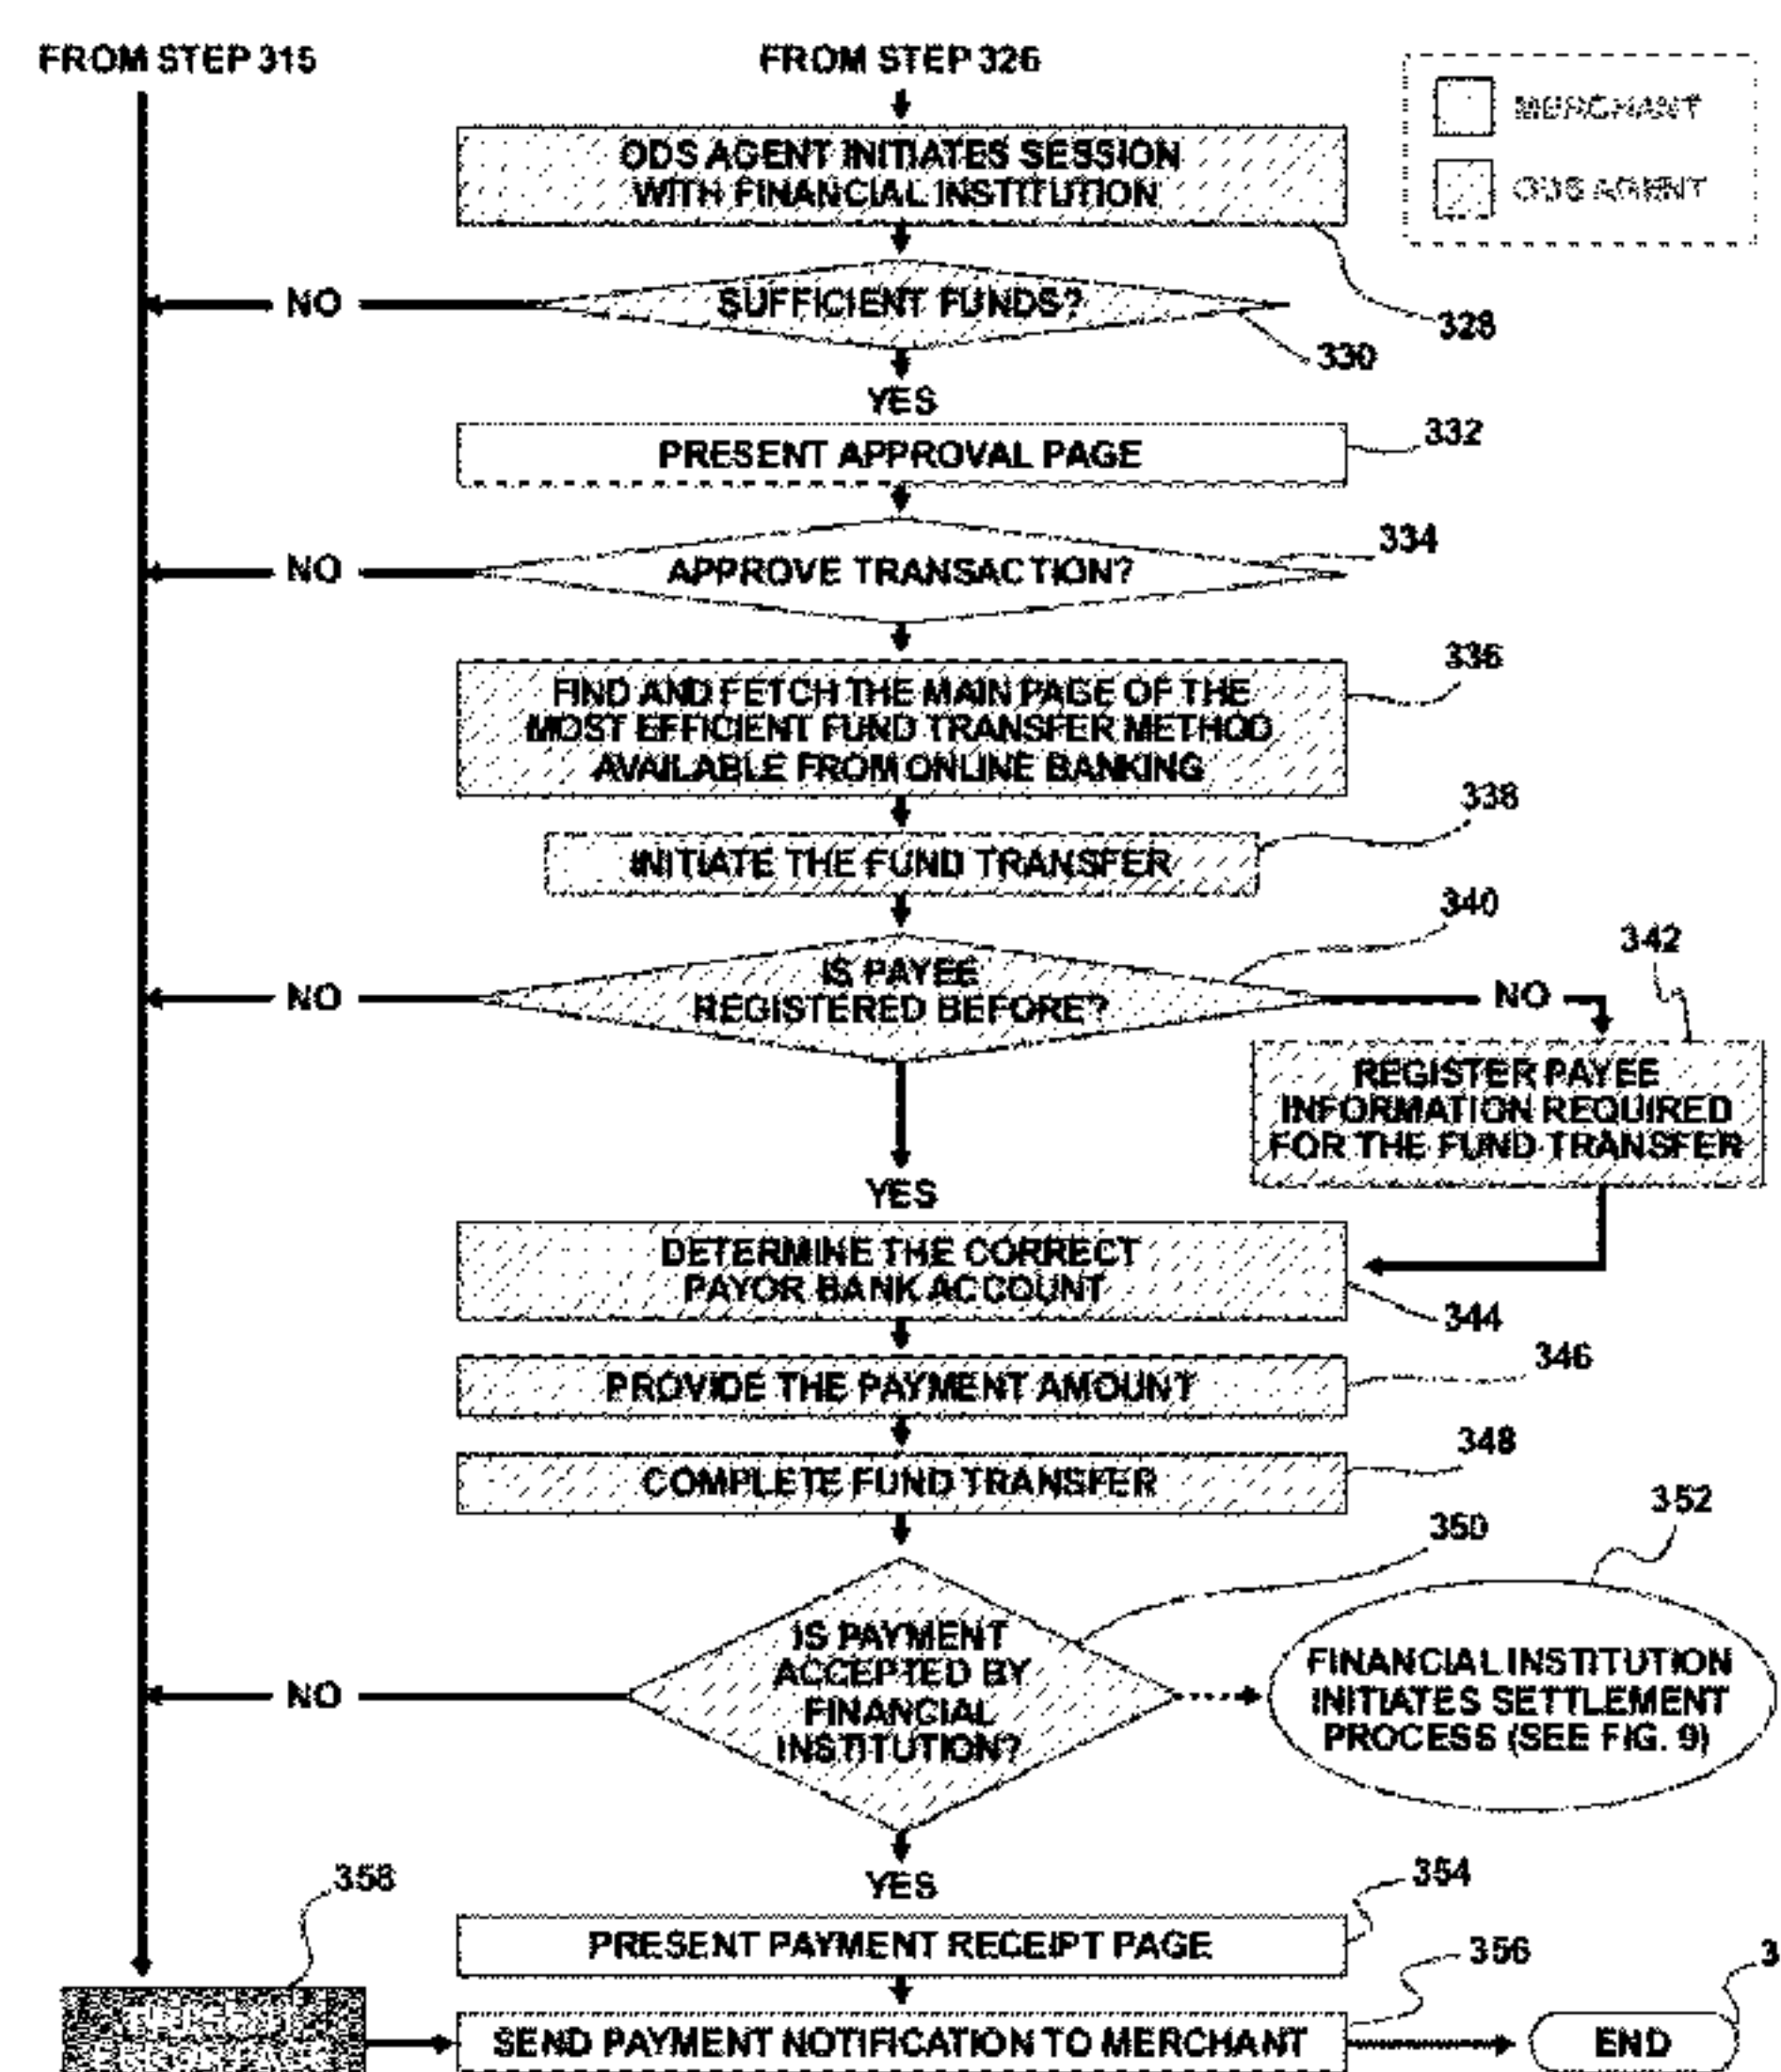 FROM STEP 315
FROM STEP 326
MERCHANT
ODS AGENT
ODS AGENT INITIATES SESSION
WITH FINANCIAL INSTITUTION
328
SUFFICIENT FUNDS?
NO
330
YES
PRESENT APPROVAL PAGE
332
APPROVE TRANSACTION?
NO
334
FIND AND FETCH THE MAIN PAGE OF THE
MOST EFFICIENT FUND TRANSFER METHOD
AVAILABLE FROM ONLINE BANKING
336
INITIATE THE FUND TRANSFER
338
IS PAYEE
REGISTERED BEFORE?
340
NO
NO
342
REGISTER PAYEE
INFORMATION REQUIRED
FOR THE FUND TRANSFER
YES
DETERMINE THE CORRECT
PAYOR BANK ACCOUNT
344
PROVIDE THE PAYMENT AMOUNT
346
COMPLETE FUND TRANSFER
348
IS PAYMENT
ACCEPTED BY
FINANCIAL
INSTITUTION?
350
NO
352
FINANCIAL INSTITUTION
INITIATES SETTLEMENT
PROCESS (SEE FIG. 9)
YES
358
PRESENT PAYMENT RECEIPT PAGE
354
SEND PAYMENT NOTIFICATION TO MERCHANT
356
END
3